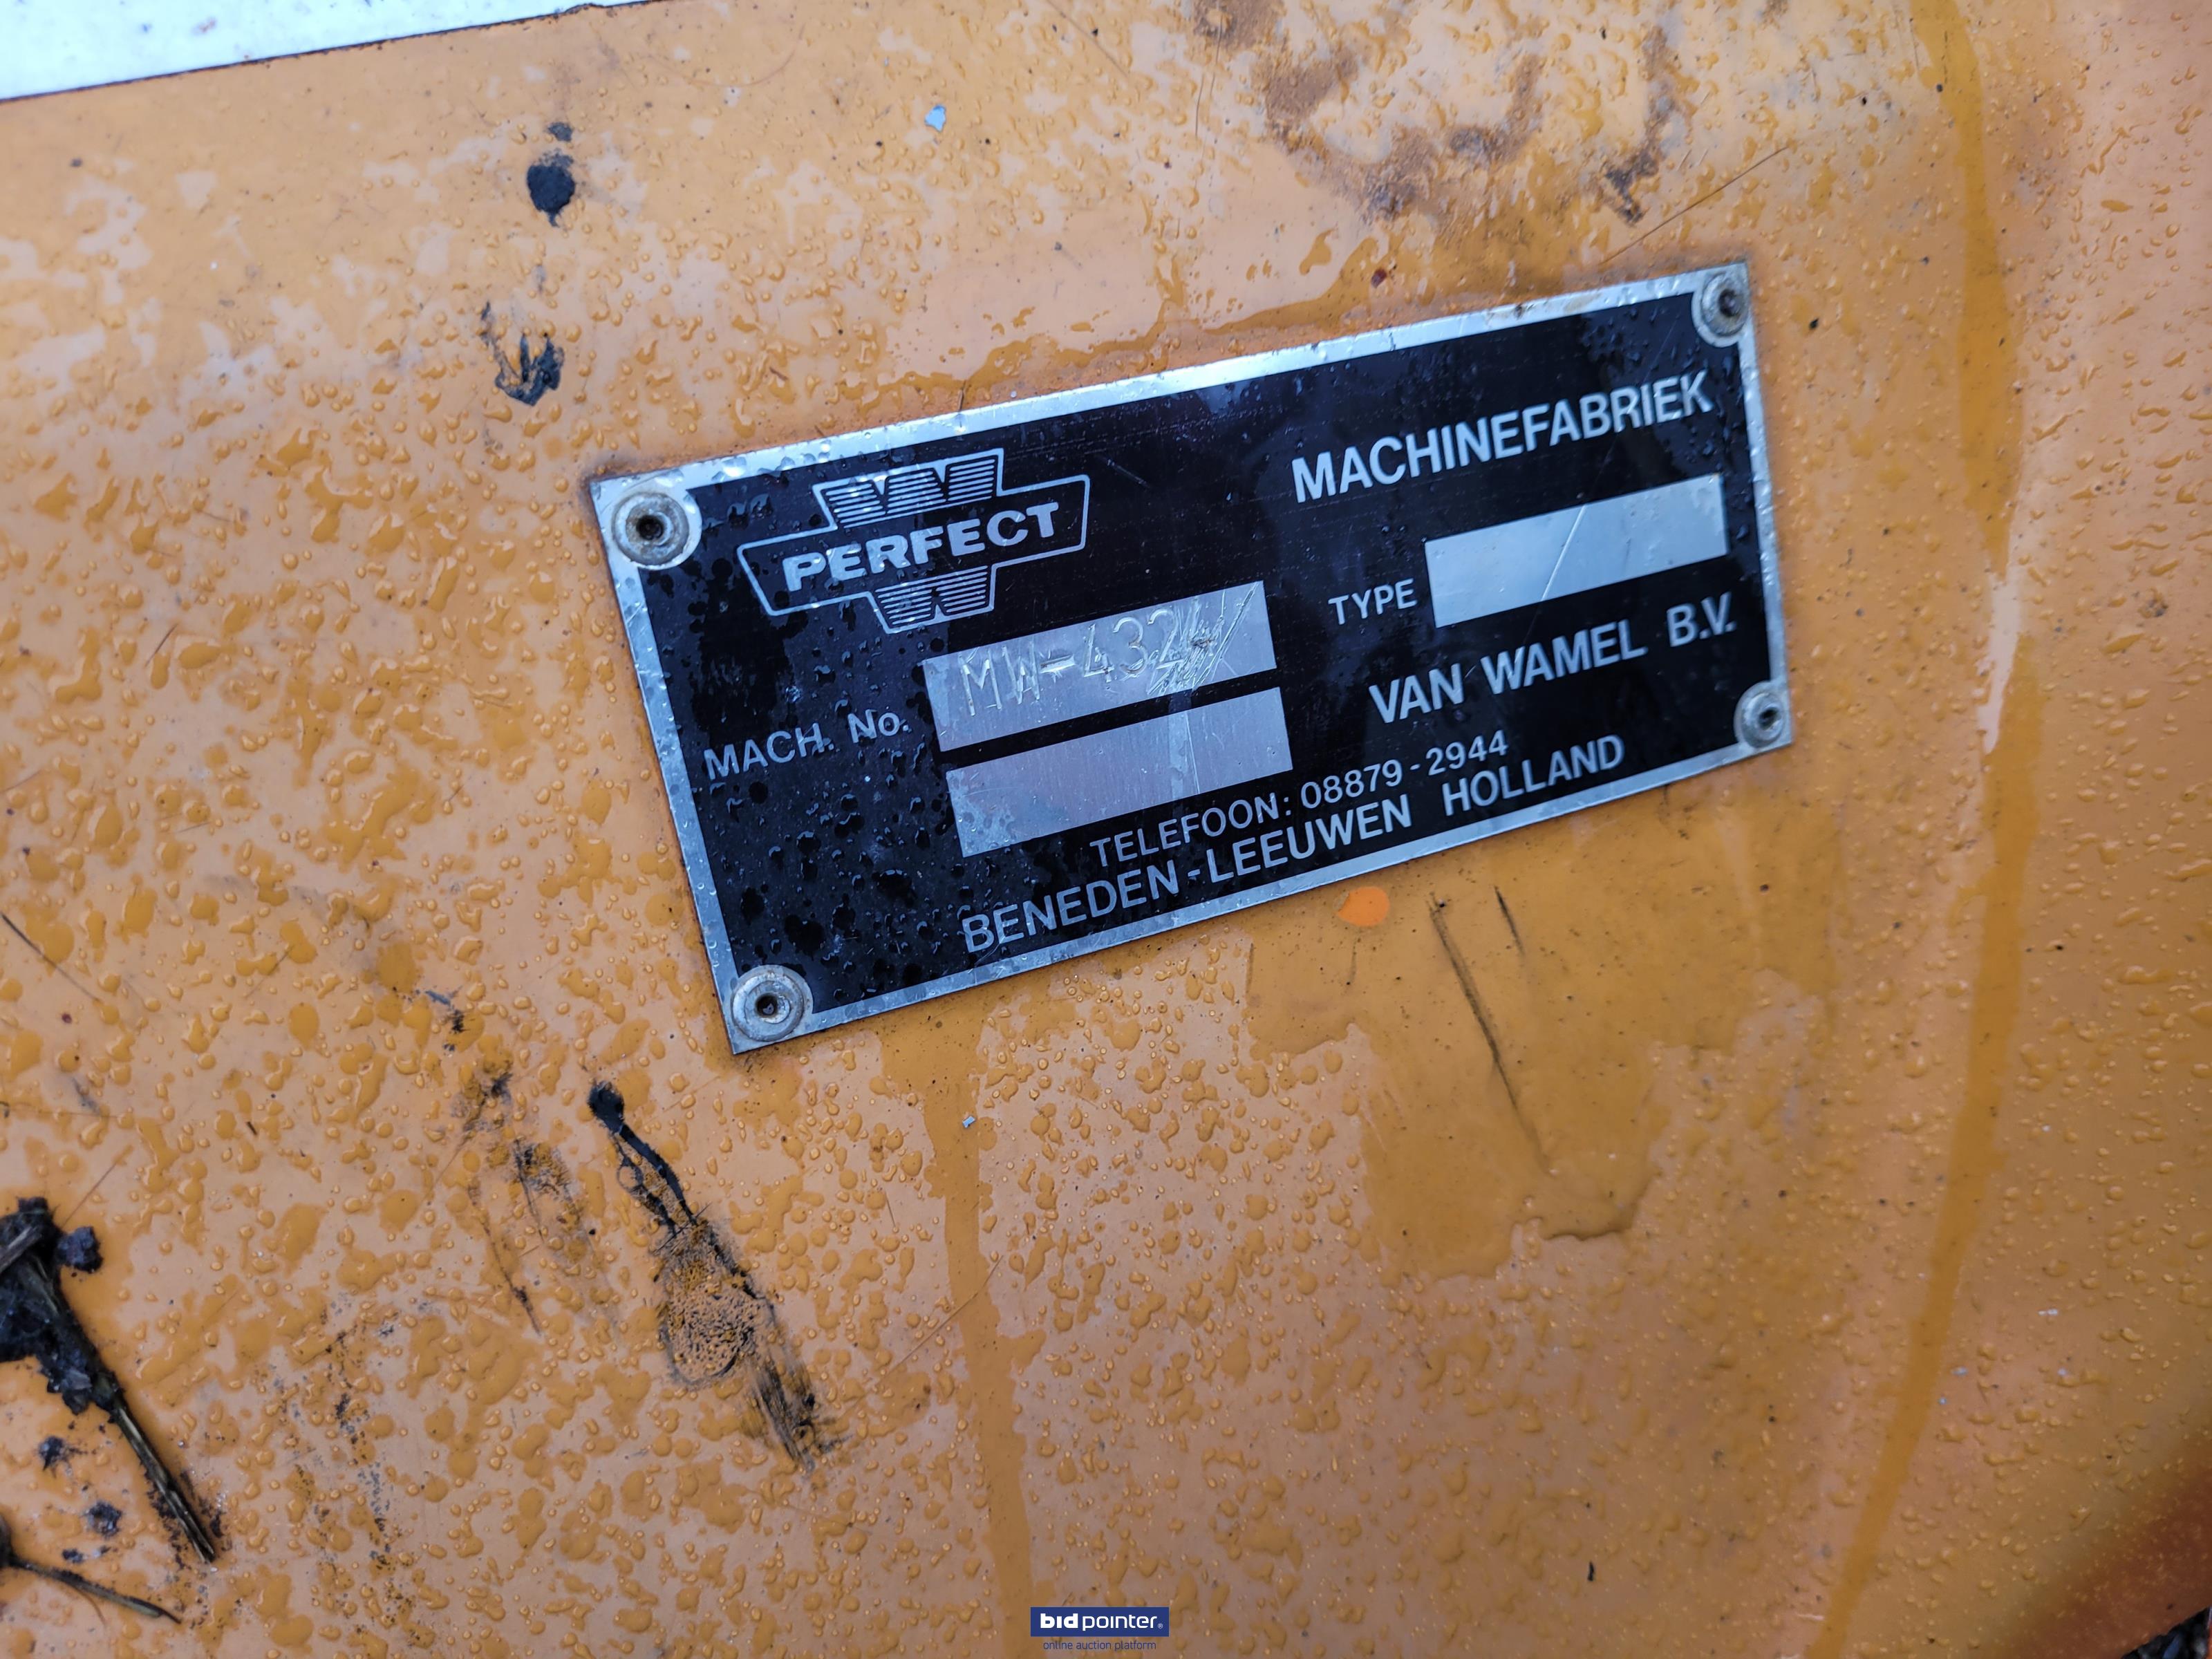 PERFECT
MACHINEFABRIEK
TYPE
MACH. No. MW-432
VAN WAMEL B.V.
TELEFOON: 08879-2944
BENEDEN-LEEUWEN HOLLAND
bidpointer.
online auction platform